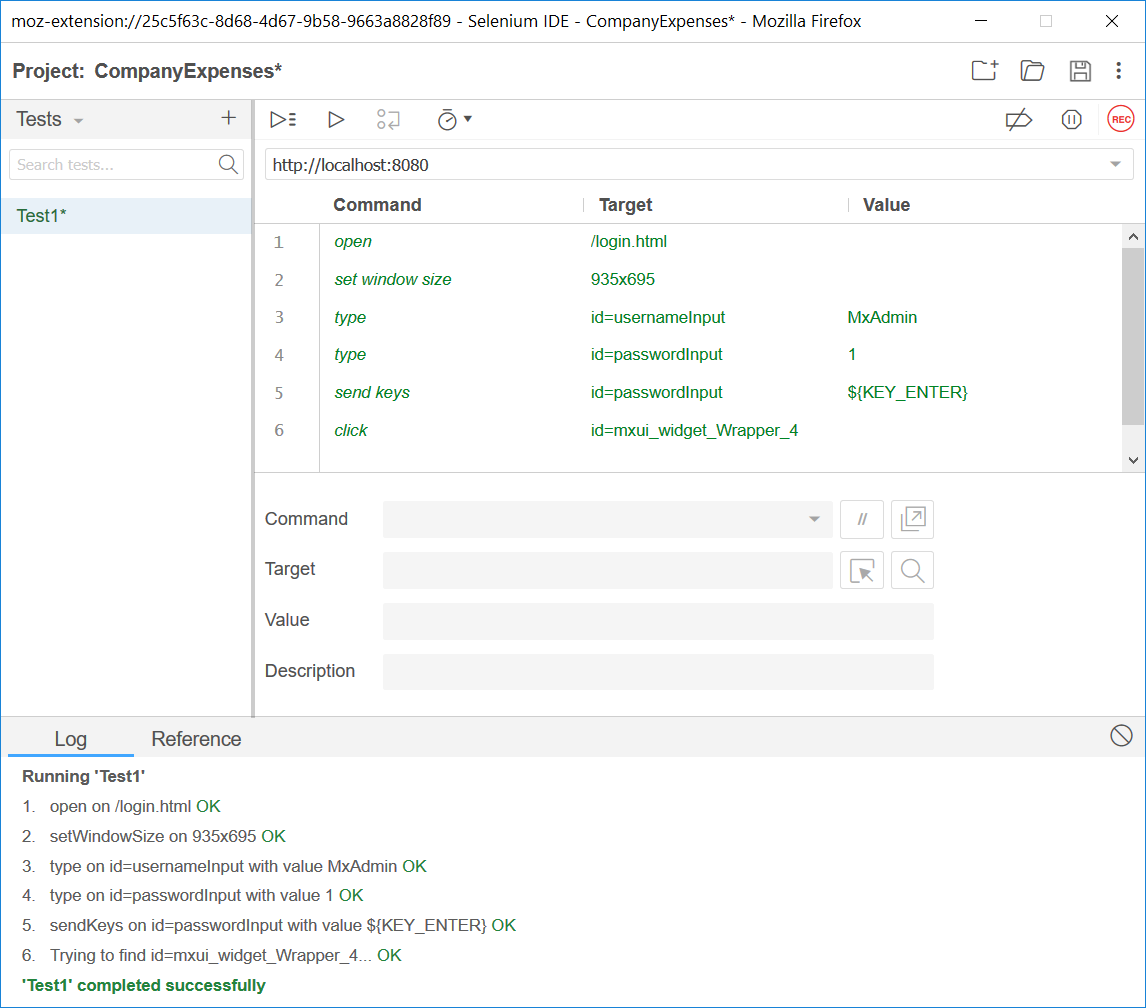 moz-extension://25c5f63c-8d68-4d67-9b58-9663a8828f89 - Selenium IDE - CompanyExpenses* - Mozilla Firefox
Project: CompanyExpenses*
Tests
REC
Search tests...
http://localhost:8080
Command Target Value
Test1*
1 open /login.html
2 set window size 935x695
3 type id=usernameInput MxAdmin
4 type id=passwordInput 1
5 send keys id=passwordInput ${KEY_ENTER}
6 click id=mxui_widget_Wrapper_4
Command //
Target
Value
Description
Log Reference
Running 'Test1'
1. open on /login.html OK
2. setWindowSize on 935x695 OK
3. type on id=usernameInput with value MxAdmin OK
4. type on id=passwordInput with value 1 OK
5. sendKeys on id=passwordInput with value ${KEY_ENTER} OK
6. Trying to find id=mxui_widget_Wrapper_4... OK
'Test1' completed successfully